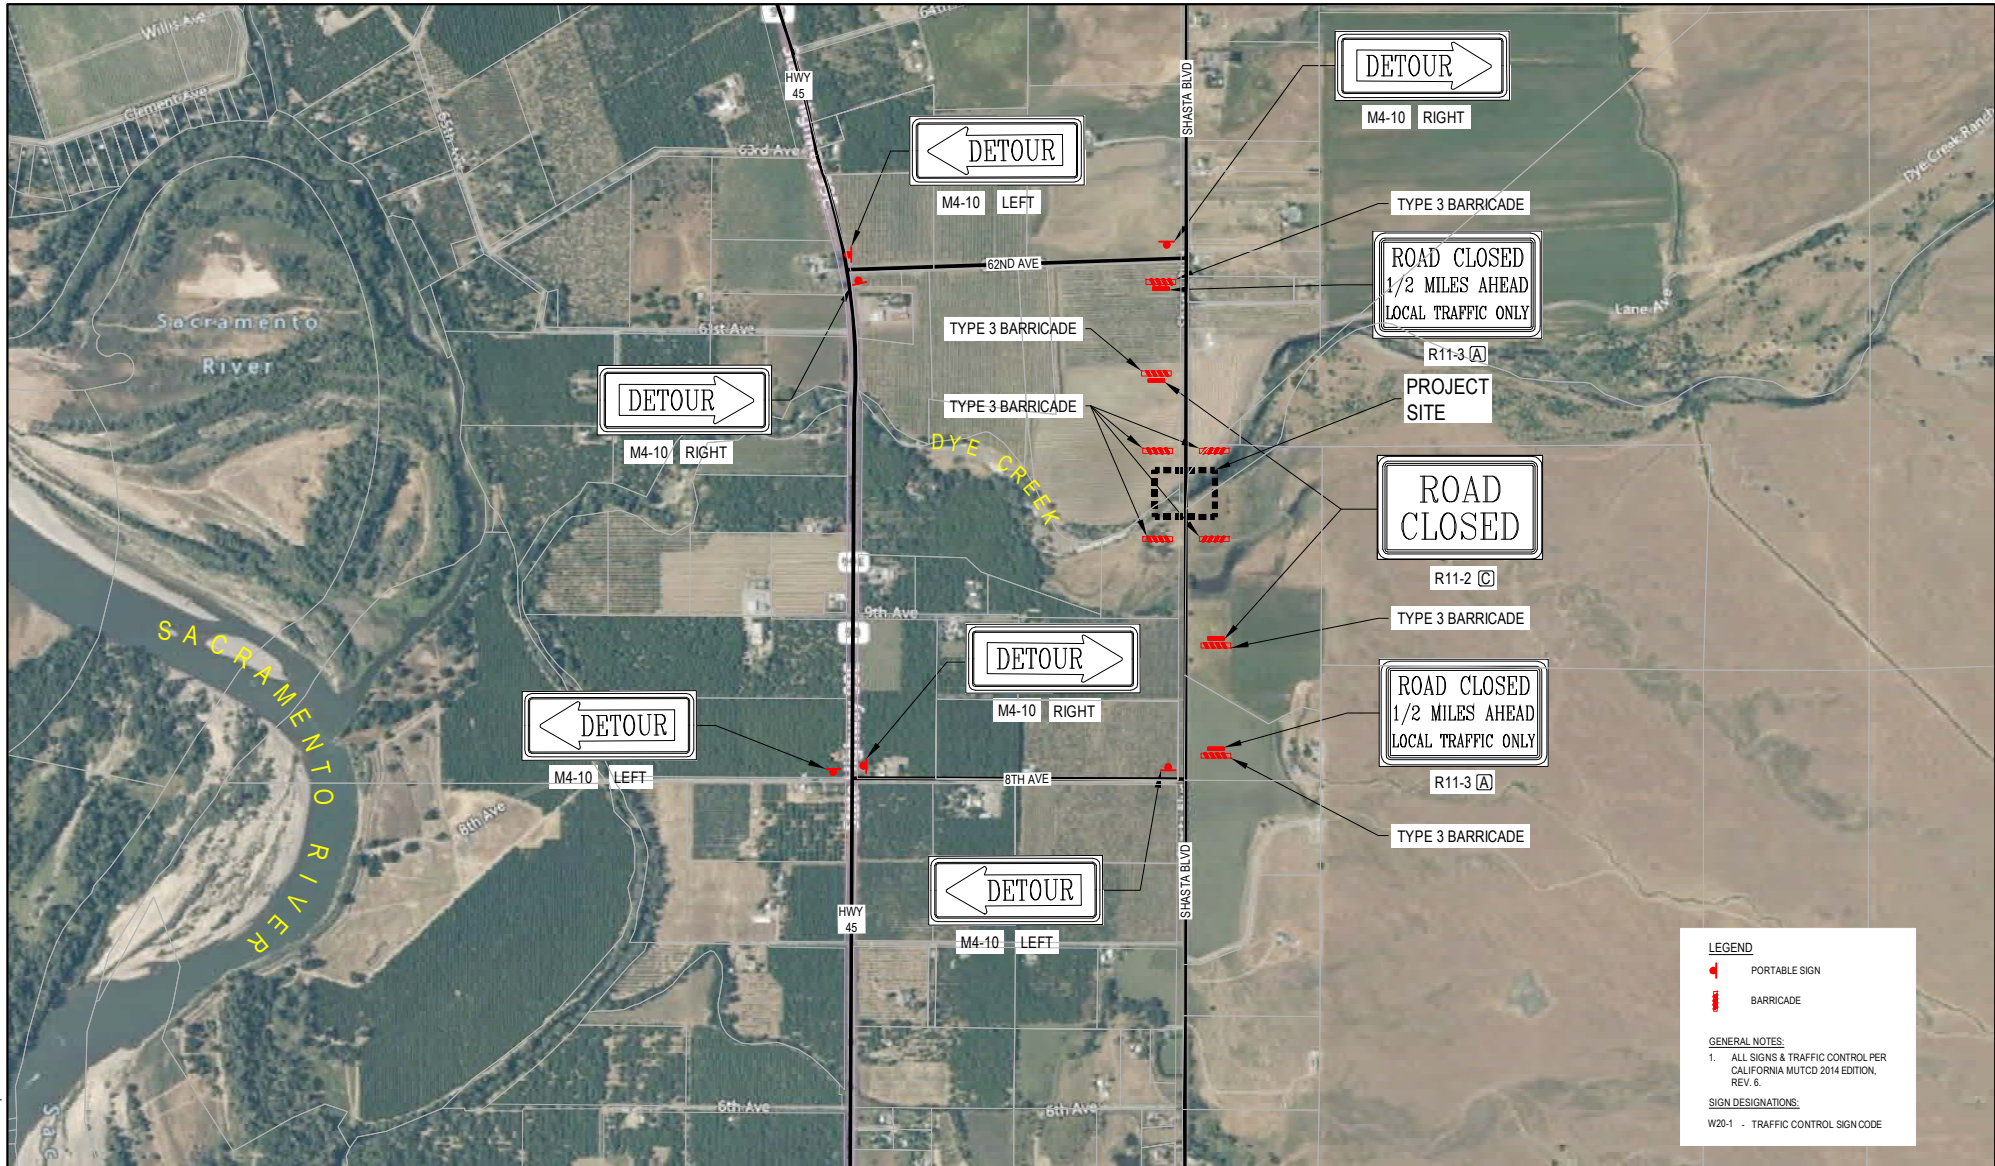 Willis Ave
64th
HWY
45
SHASTA BLVD
DETOUR
M4-10 RIGHT
Clement Ave
65th Ave
63rd Ave
DETOUR
M4-10 LEFT
Dye Creek Ranch
TYPE 3 BARRICADE
ROAD CLOSED
1/2 MILES AHEAD
LOCAL TRAFFIC ONLY
R11-3 A
62ND AVE
Sacramento
River
61st Ave
Lane Ave
TYPE 3 BARRICADE
DETOUR
M4-10 RIGHT
PROJECT
SITE
TYPE 3 BARRICADE
DYE CREEK
ROAD
CLOSED
R11-2 C
99
9th Ave
99
TYPE 3 BARRICADE
SACRAMENTO RIVER
DETOUR
M4-10 RIGHT
ROAD CLOSED
1/2 MILES AHEAD
LOCAL TRAFFIC ONLY
R11-3 A
DETOUR
M4-10 LEFT
8TH AVE
8th Ave
TYPE 3 BARRICADE
DETOUR
M4-10 LEFT
SHASTA BLVD
HWY
45
LEGEND
PORTABLE SIGN
BARRICADE
GENERAL NOTES:
1. ALL SIGNS & TRAFFIC CONTROL PER
CALIFORNIA MUTCD 2014 EDITION,
REV. 6.
SIGN DESIGNATIONS:
W20-1 - TRAFFIC CONTROL SIGN CODE
6th Ave
6th Ave